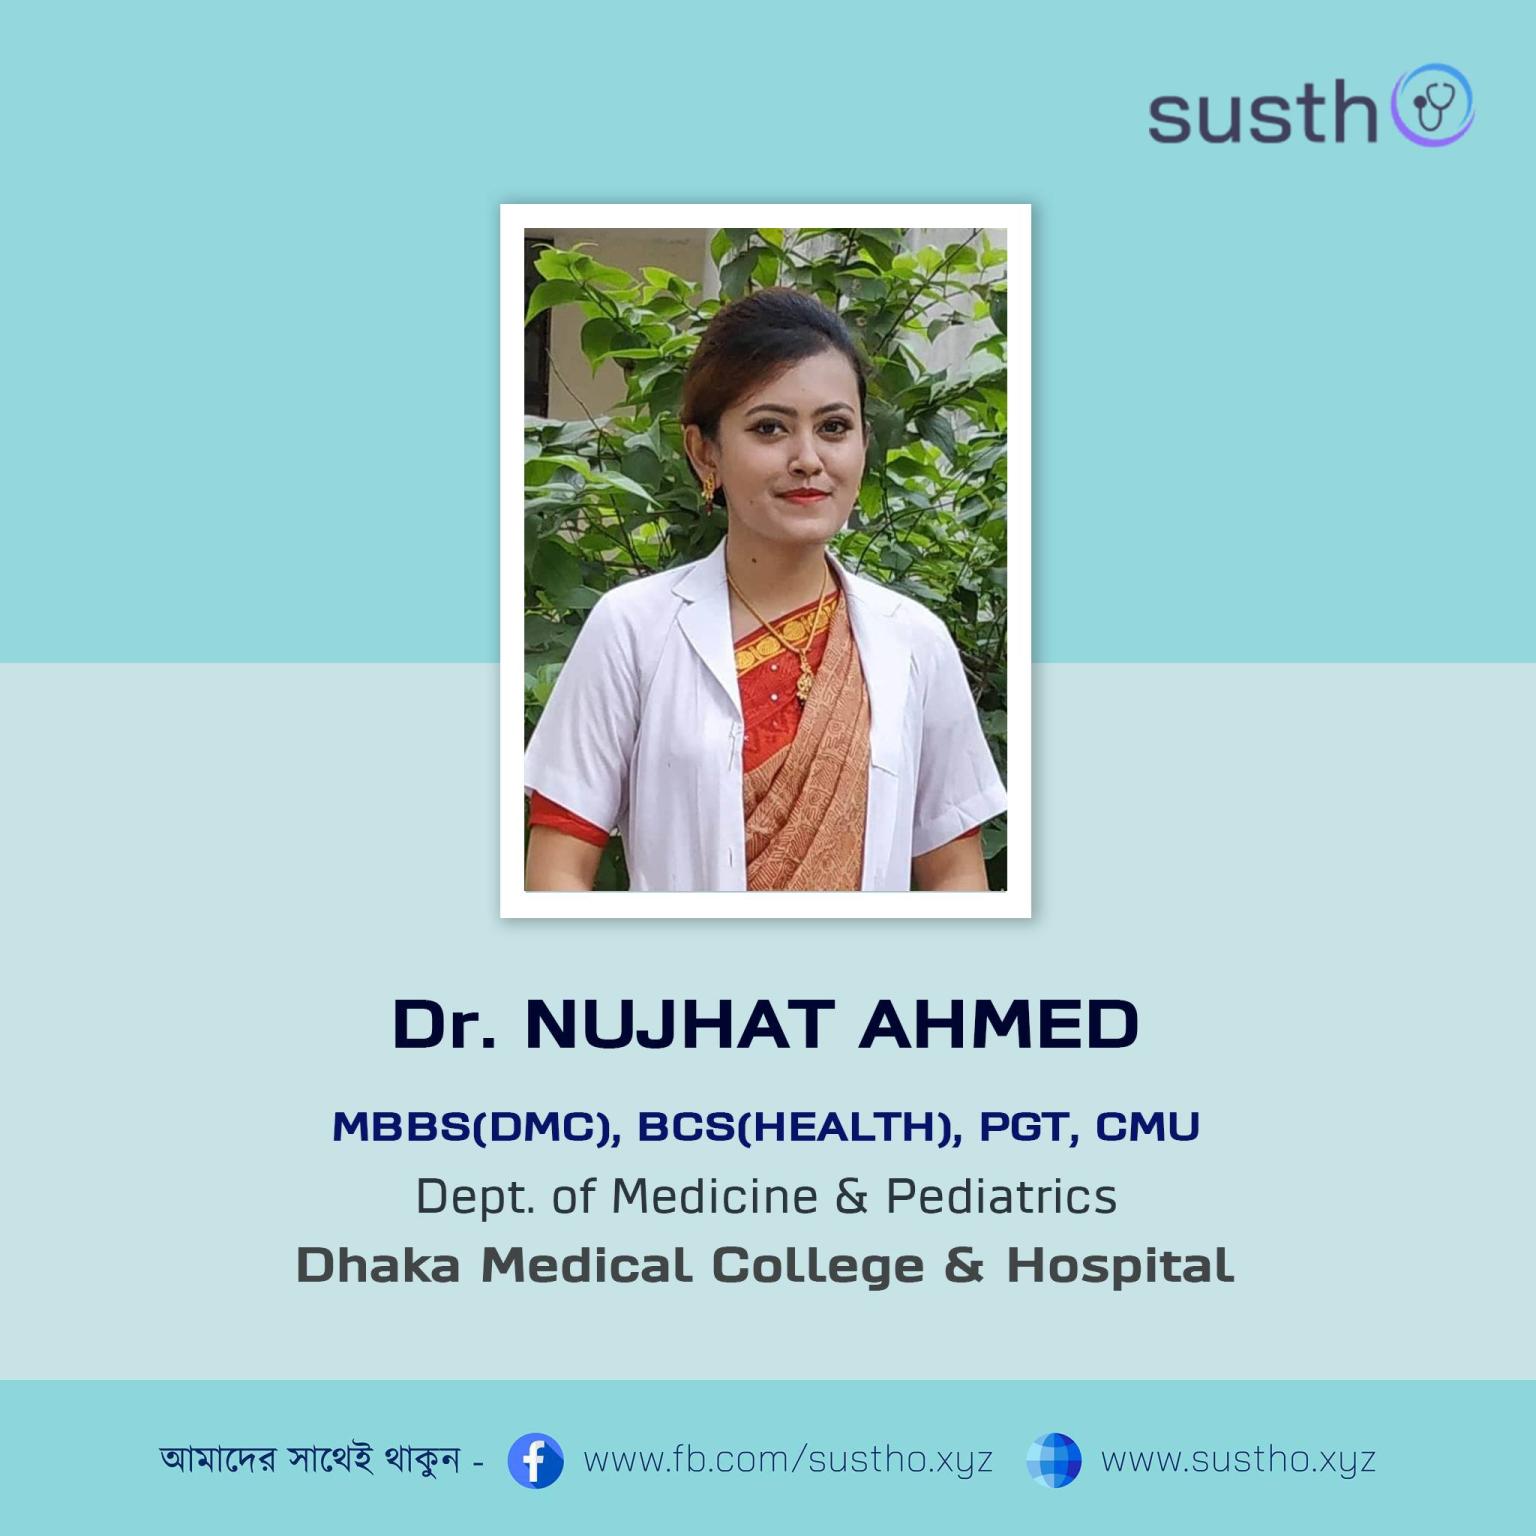 susth
Dr. NUJHAT AHMED
MBBS(DMC), BCS(HEALTH), PGT, CMU
Dept. of Medicine & Pediatrics
Dhaka Medical College & Hospital
আমাদের সাথেই থাকুন - www.fb.com/sustho.xyz www.sustho.xyz